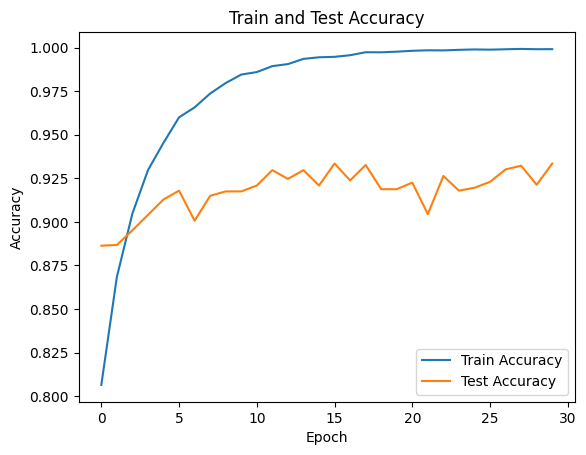 Train and Test Accuracy
1.000
0.975
0.950
0.925
0.900
0.875
0.850
0.825
0.800
Accuracy
0 5 10 15 20 25 30
Epoch
Train Accuracy
Test Accuracy